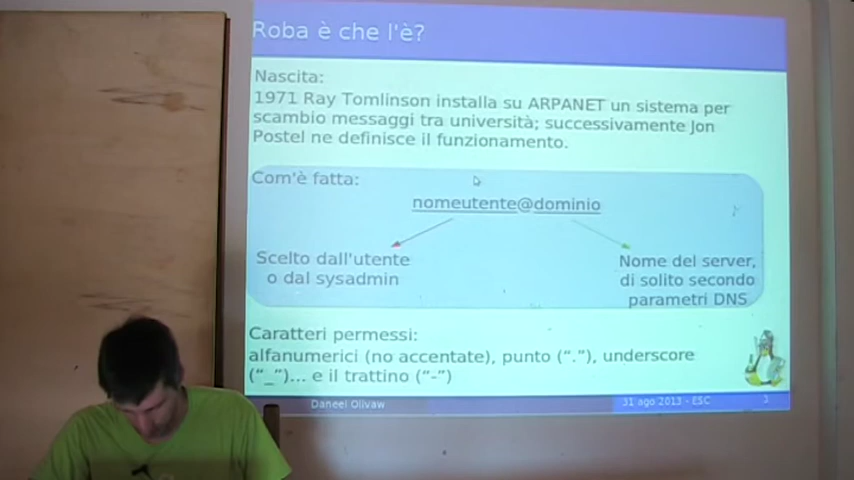 Roba è che l'è?
Nascita:
1971 Ray Tomlinson installa su ARPANET un sistema per
scambio messaggi tra università; successivamente Jon
Postel ne definisce il funzionamento.
Com'è fatta:
nomeutente@dominio
Scelto dall'utente
o dal sysadmin
Nome del server,
di solito secondo
parametri DNS
Caratteri permessi:
alfanumerici (no accentate), punto (“.”), underscore
(“_”)... e il trattino (“-”)
Daneel Olivaw
31 ago 2013 - ESC
3